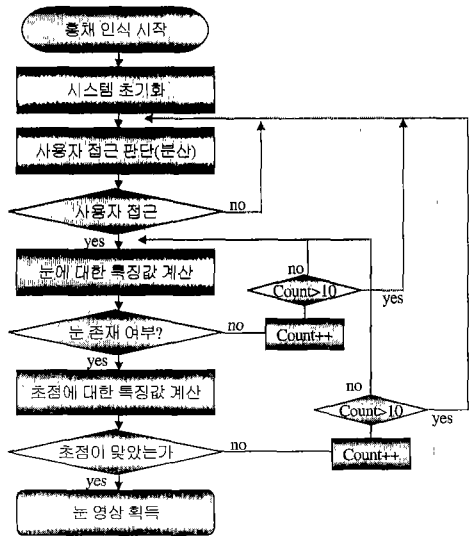 홍채 인식 시작
시스템 초기화
사용자 접근 판단(분산)
사용자 접근
no
yes
눈에 대한 특징값 계산
no
Count>10
yes
눈 존재 여부?
no
Count++
yes
초점에 대한 특징값 계산
no
Count>10
yes
초점이 맞았는가
no
Count++
yes
눈 영상 획득